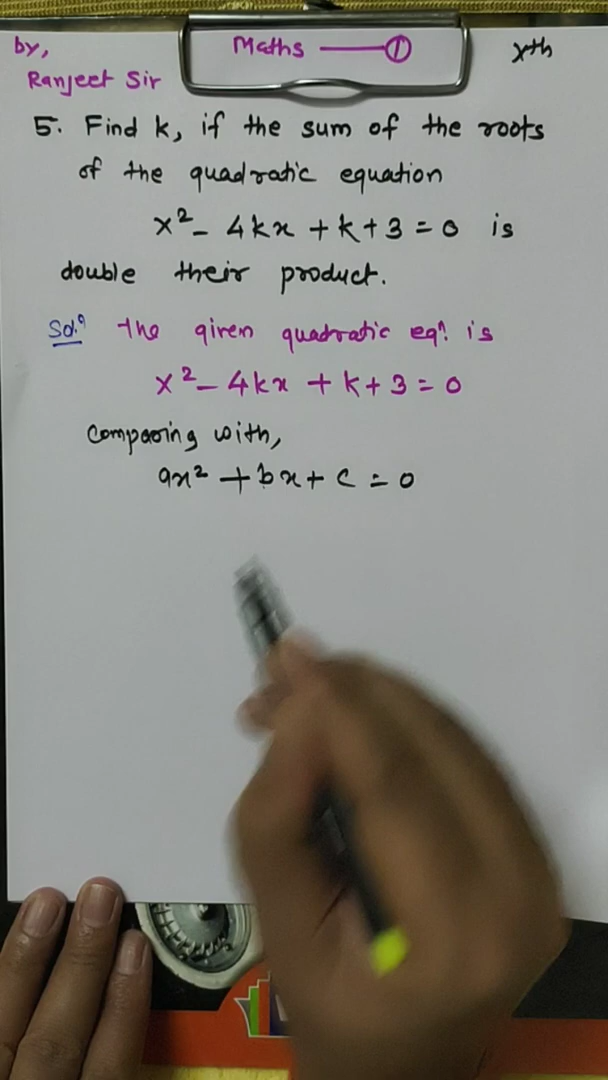 by, Maths — 1 xth
Ranjeet Sir
5. Find k, if the sum of the roots
of the quadratic equation
x² - 4kx + k + 3 = 0 is
double their product.
Sol.ⁿ The given quadratic eqⁿ. is
x² - 4kx + k + 3 = 0
Comparing with,
ax² + bx + c = 0